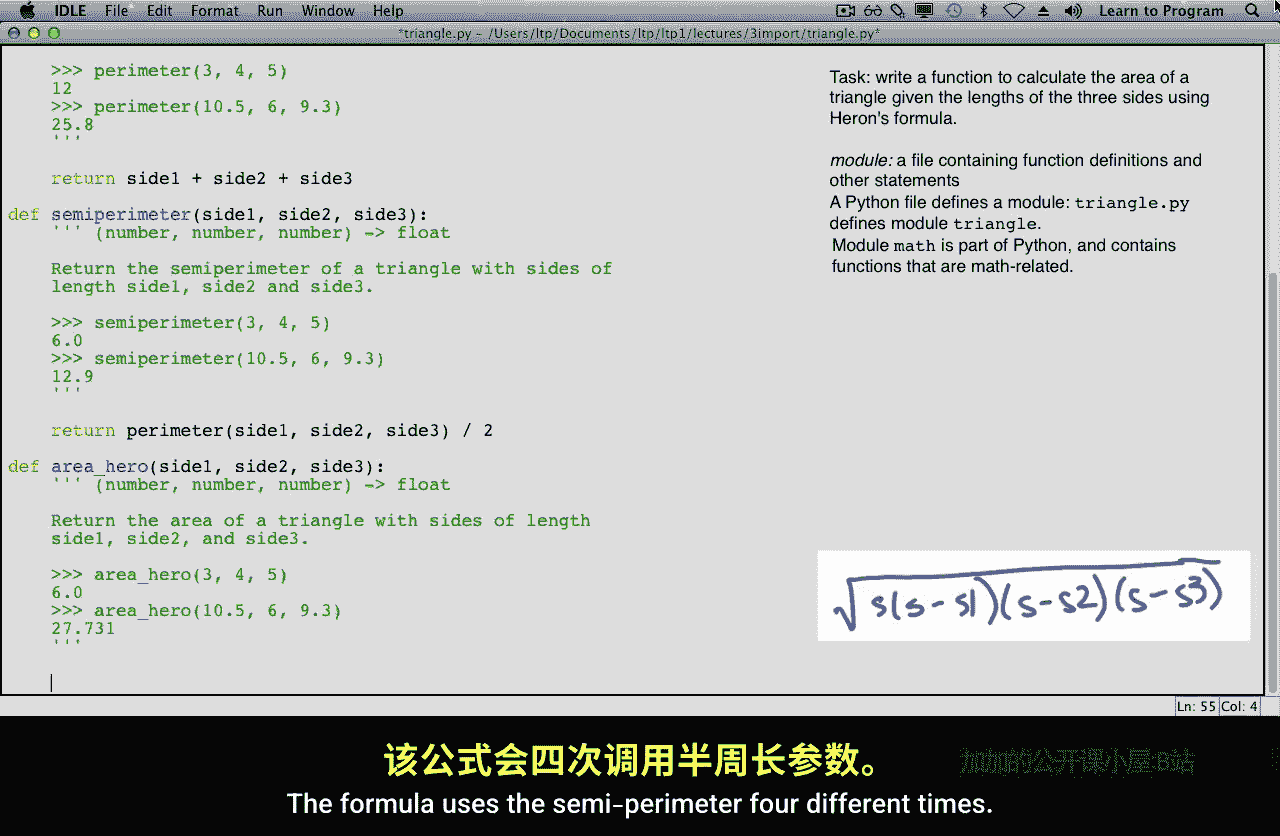 IDLE File Edit Format Run Window Help Learn to Program
*triangle.py - /Users/ltp/Documents/ltp/ltp1/lectures/3import/triangle.py*
>>> perimeter(3, 4, 5)
12
>>> perimeter(10.5, 6, 9.3)
25.8
'''
return side1 + side2 + side3
def semiperimeter(side1, side2, side3):
''' (number, number, number) -> float
Return the semiperimeter of a triangle with sides of
length side1, side2 and side3.
>>> semiperimeter(3, 4, 5)
6.0
>>> semiperimeter(10.5, 6, 9.3)
12.9
'''
return perimeter(side1, side2, side3) / 2
def area_hero(side1, side2, side3):
''' (number, number, number) -> float
Return the area of a triangle with sides of length
side1, side2, and side3.
>>> area_hero(3, 4, 5)
6.0
>>> area_hero(10.5, 6, 9.3)
27.731
'''
Task: write a function to calculate the area of a
triangle given the lengths of the three sides using
Heron's formula.
module: a file containing function definitions and
other statements
A Python file defines a module: triangle.py
defines module triangle.
Module math is part of Python, and contains
functions that are math-related.
√s(s-s1)(s-s2)(s-s3)
Ln: 55 Col: 4
该公式会四次调用半周长参数。
加加的公开课小屋:B站
The formula uses the semi-perimeter four different times.